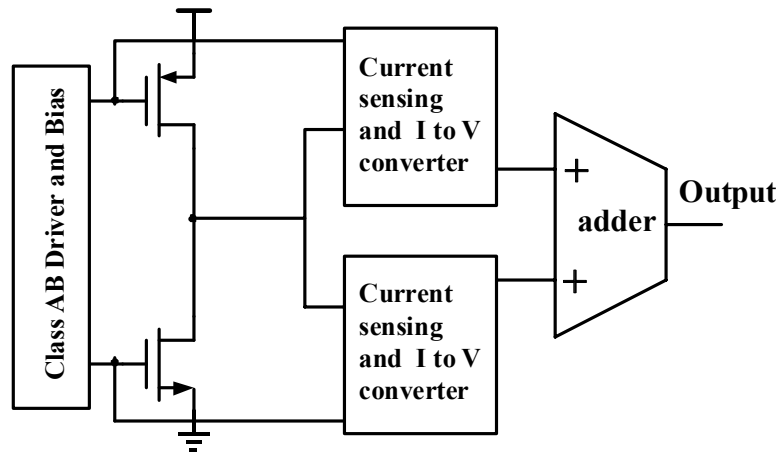 Class AB Driver and Bias
Current
sensing
and I to V
converter
+
adder
+
Output
Current
sensing
and I to V
converter